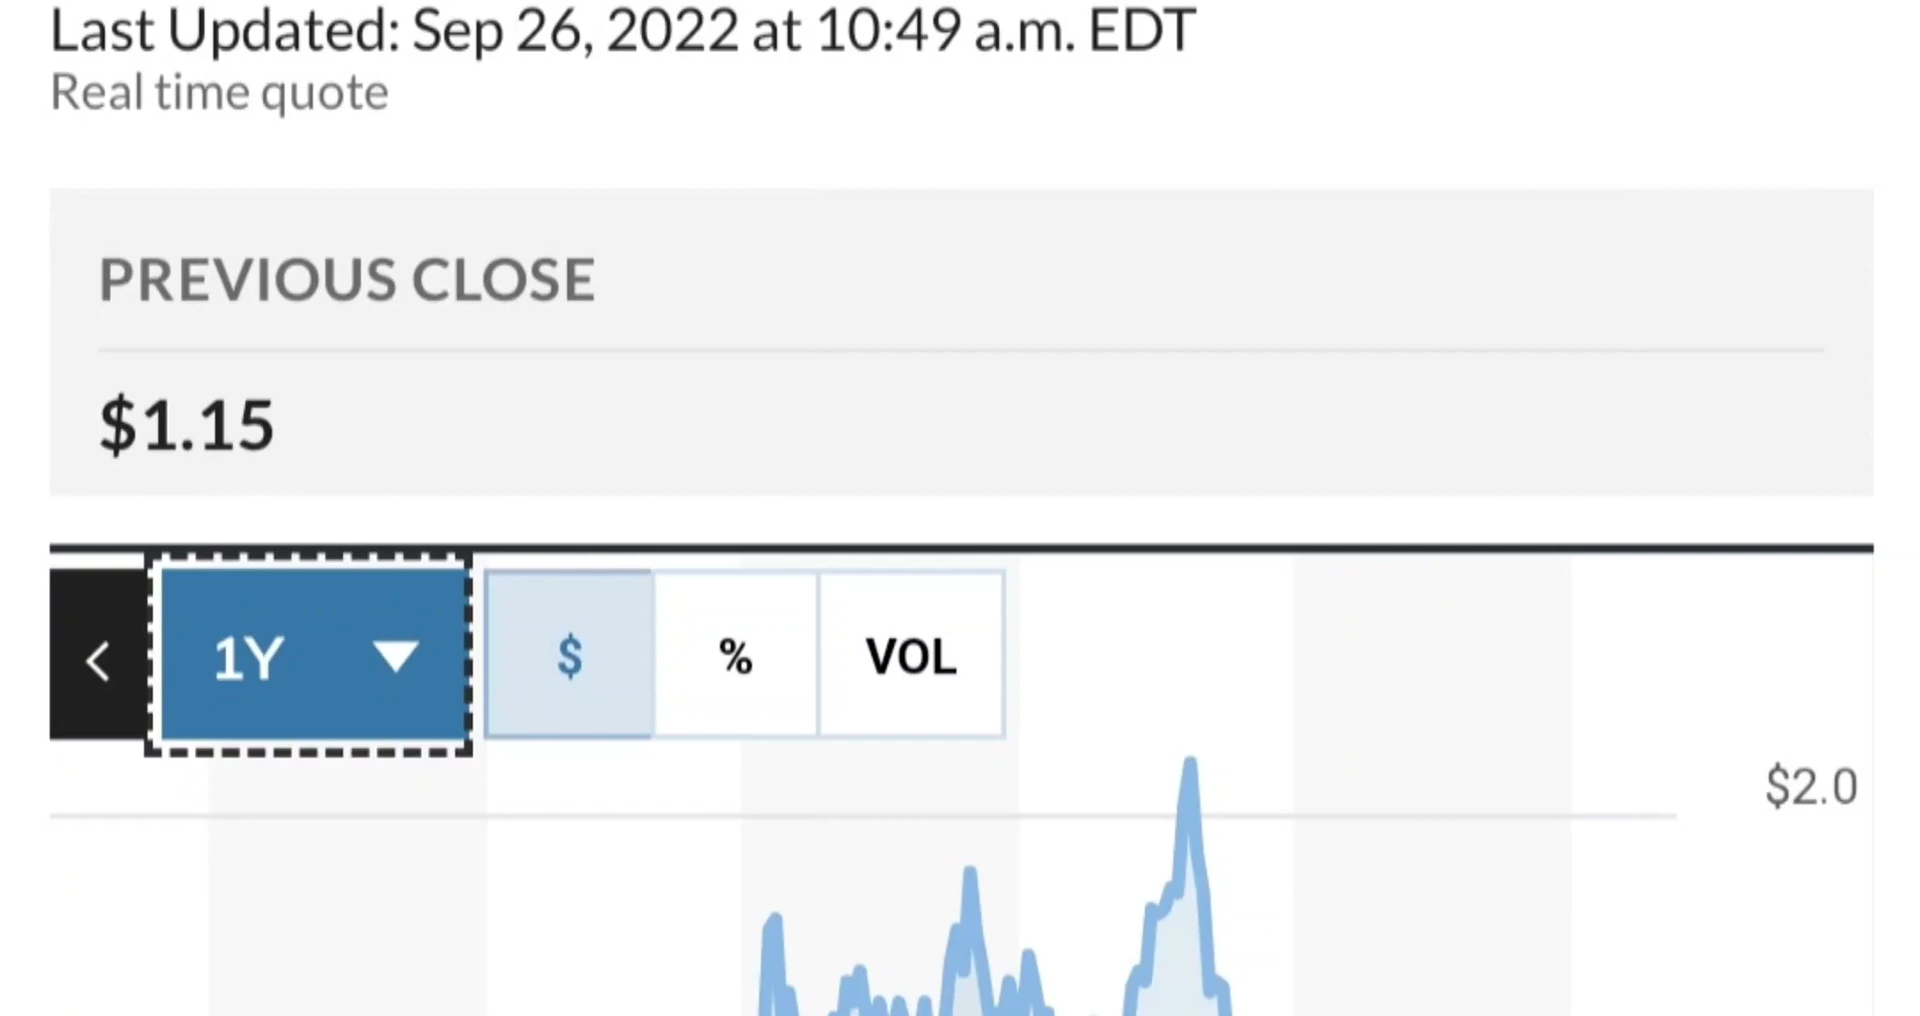 Last Updated: Sep 26, 2022 at 10:49 a.m. EDT
Real time quote
PREVIOUS CLOSE
$1.15
1Y $ % VOL
$2.0